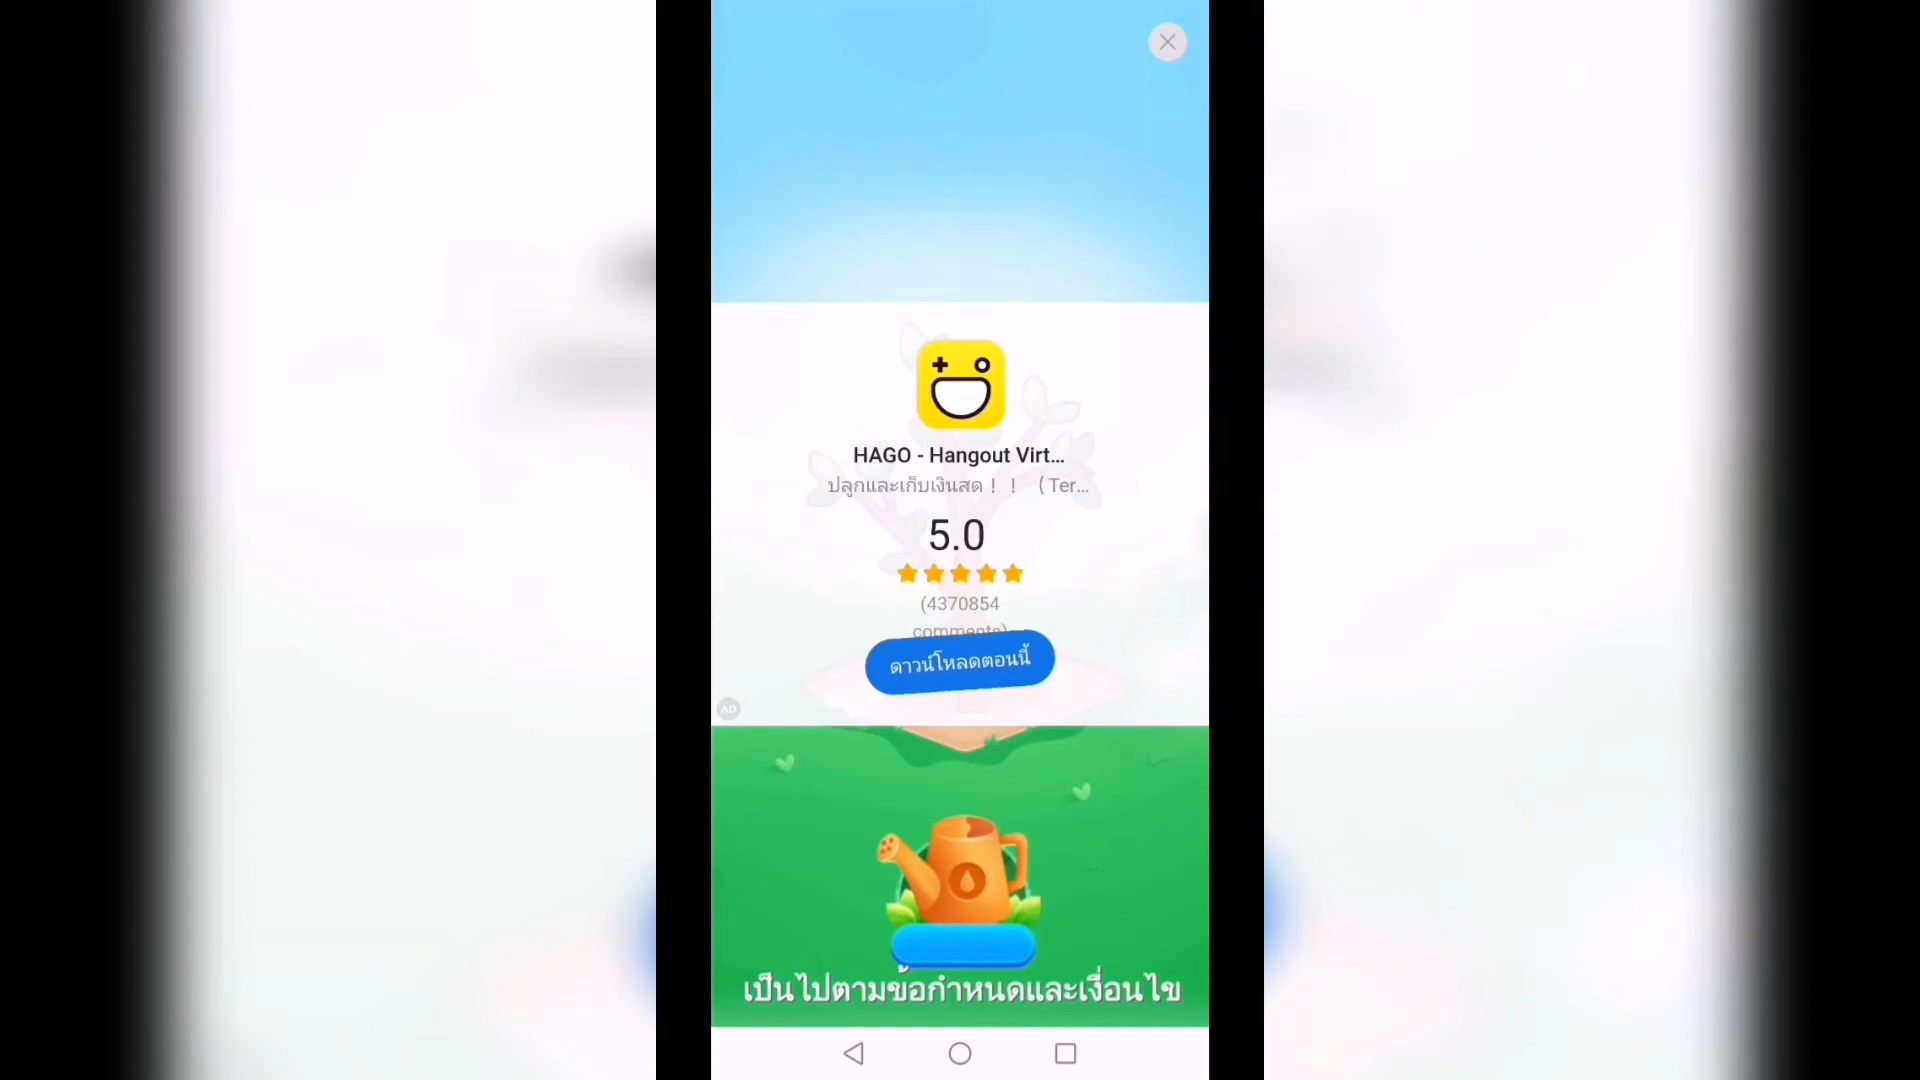 HAGO - Hangout Virt...
ปลูกและเก็บเงินสด！！（Ter...
5.0
(4370854
comments)
ดาวน์โหลดตอนนี้
AD
เป็นไปตามข้อกำหนดและเงื่อนไข